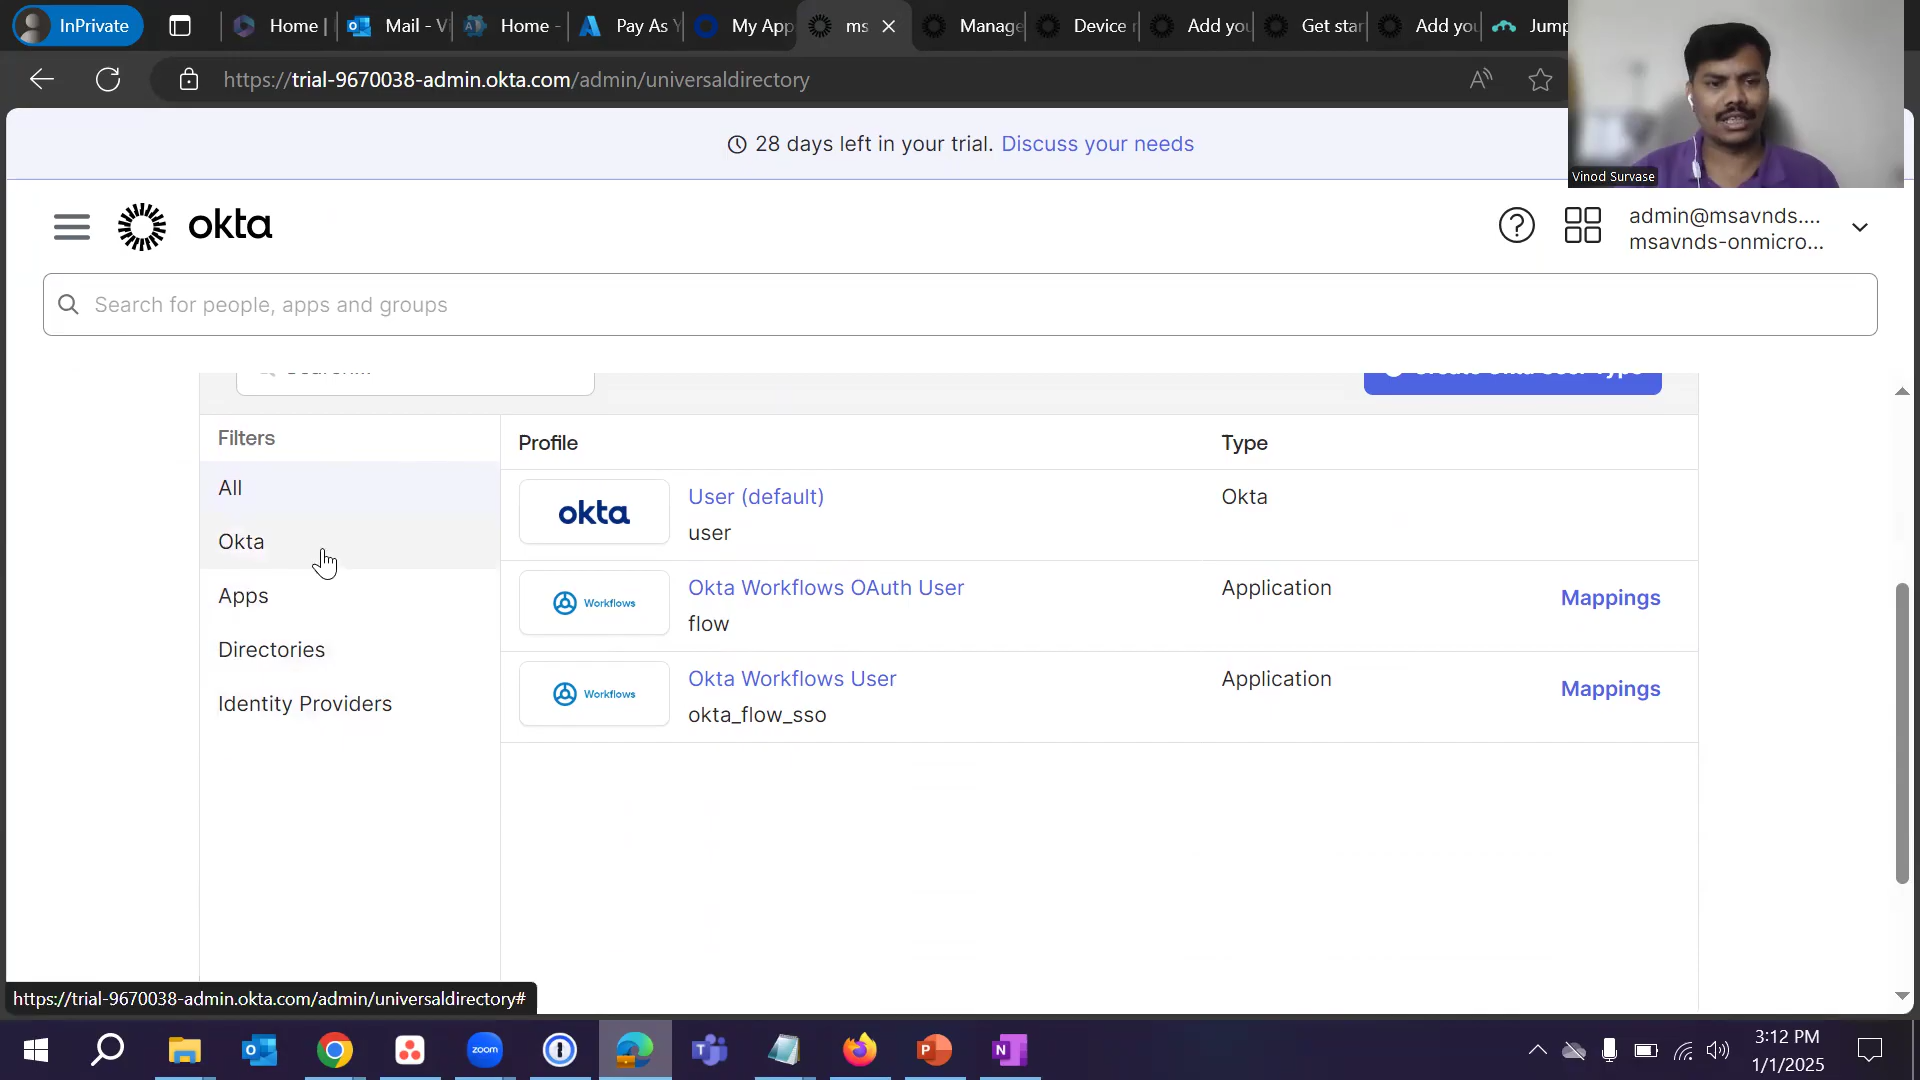 InPrivate
Home |
Mail - Vi
Home -
Pay As Y
My App
ms
Manage
Device r
Add you
Get star
Add you
Jump
https://trial-9670038-admin.okta.com/admin/universaldirectory
28 days left in your trial. Discuss your needs
Vinod Survase
okta
admin@msavnds....
msavnds-onmicro...
Search for people, apps and groups
Filters
All
Okta
Apps
Directories
Identity Providers
Profile
Type
okta
User (default)
user
Okta
Workflows
Okta Workflows OAuth User
flow
Application
Mappings
Workflows
Okta Workflows User
okta_flow_sso
Application
Mappings
https://trial-9670038-admin.okta.com/admin/universaldirectory#
zoom
3:12 PM
1/1/2025